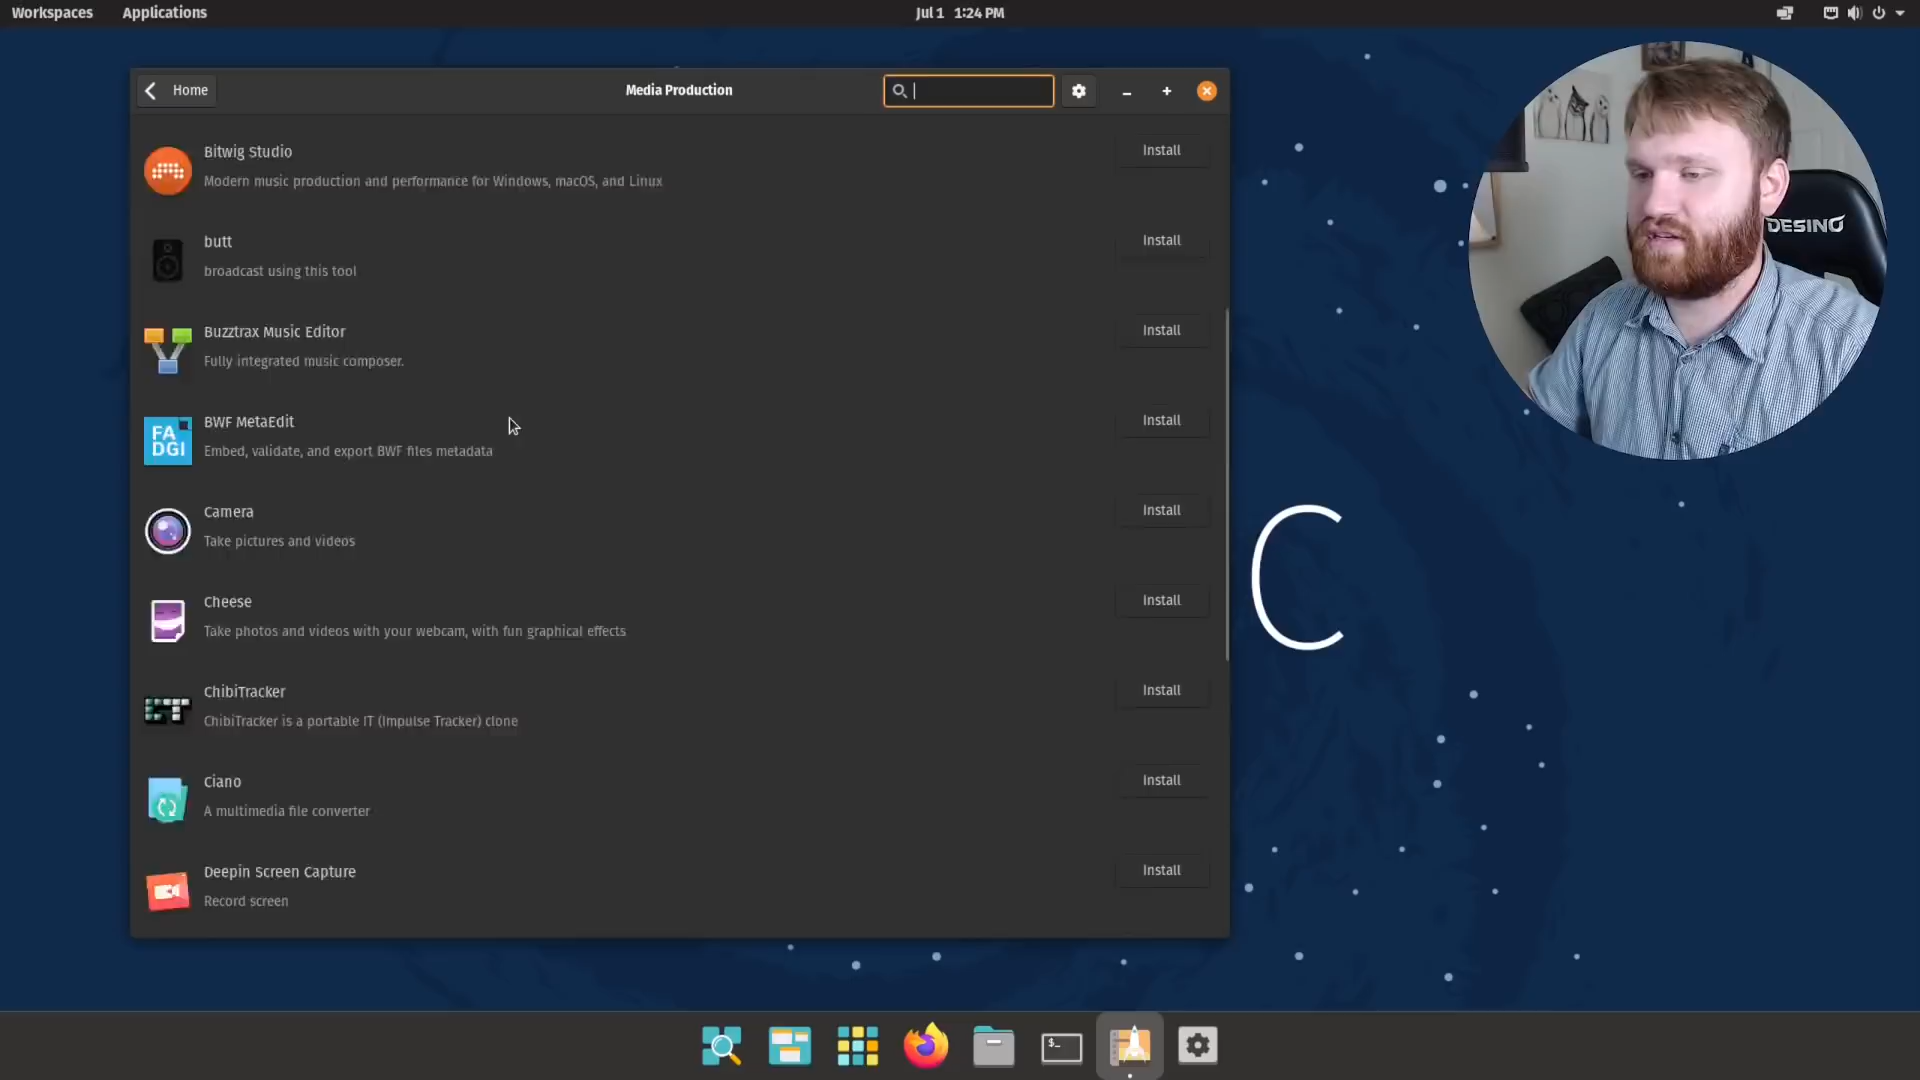 Workspaces
Applications
Jul 1 1:24 PM
Home
Media Production
Bitwig Studio
Modern music production and performance for Windows, macOS, and Linux
Install
butt
broadcast using this tool
Install
Buzztrax Music Editor
Fully integrated music composer.
Install
FA
DGI
BWF MetaEdit
Embed, validate, and export BWF files metadata
Install
Camera
Take pictures and videos
Install
Cheese
Take photos and videos with your webcam, with fun graphical effects
Install
CT
ChibiTracker
ChibiTracker is a portable IT (Impulse Tracker) clone
Install
Ciano
A multimedia file converter
Install
Deepin Screen Capture
Record screen
Install
DESINO
C
$_